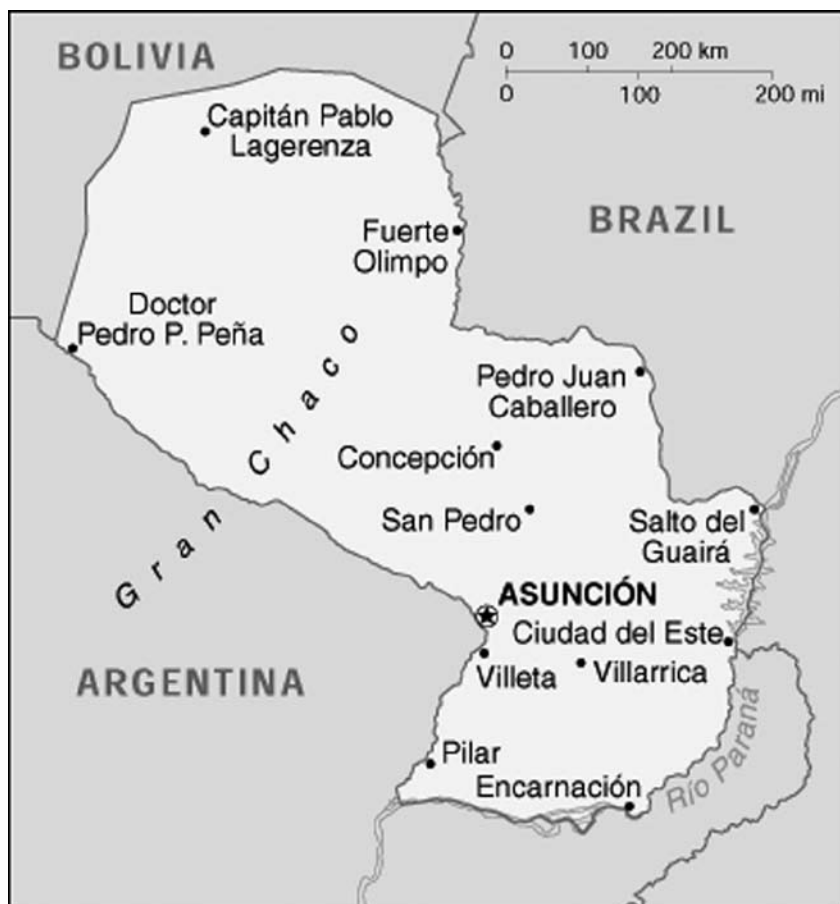 BOLIVIA
0 100 200 km
0 100 200 mi
Capitán Pablo
Lagerenza
BRAZIL
Fuerte
Olimpo
Doctor
Pedro P. Peña
Gran Chaco
Pedro Juan
Caballero
Concepción
San Pedro
Salto del
Guairá
ASUNCIÓN
Ciudad del Este
Villeta
Villarrica
ARGENTINA
Pilar
Encarnación
Río Paraná